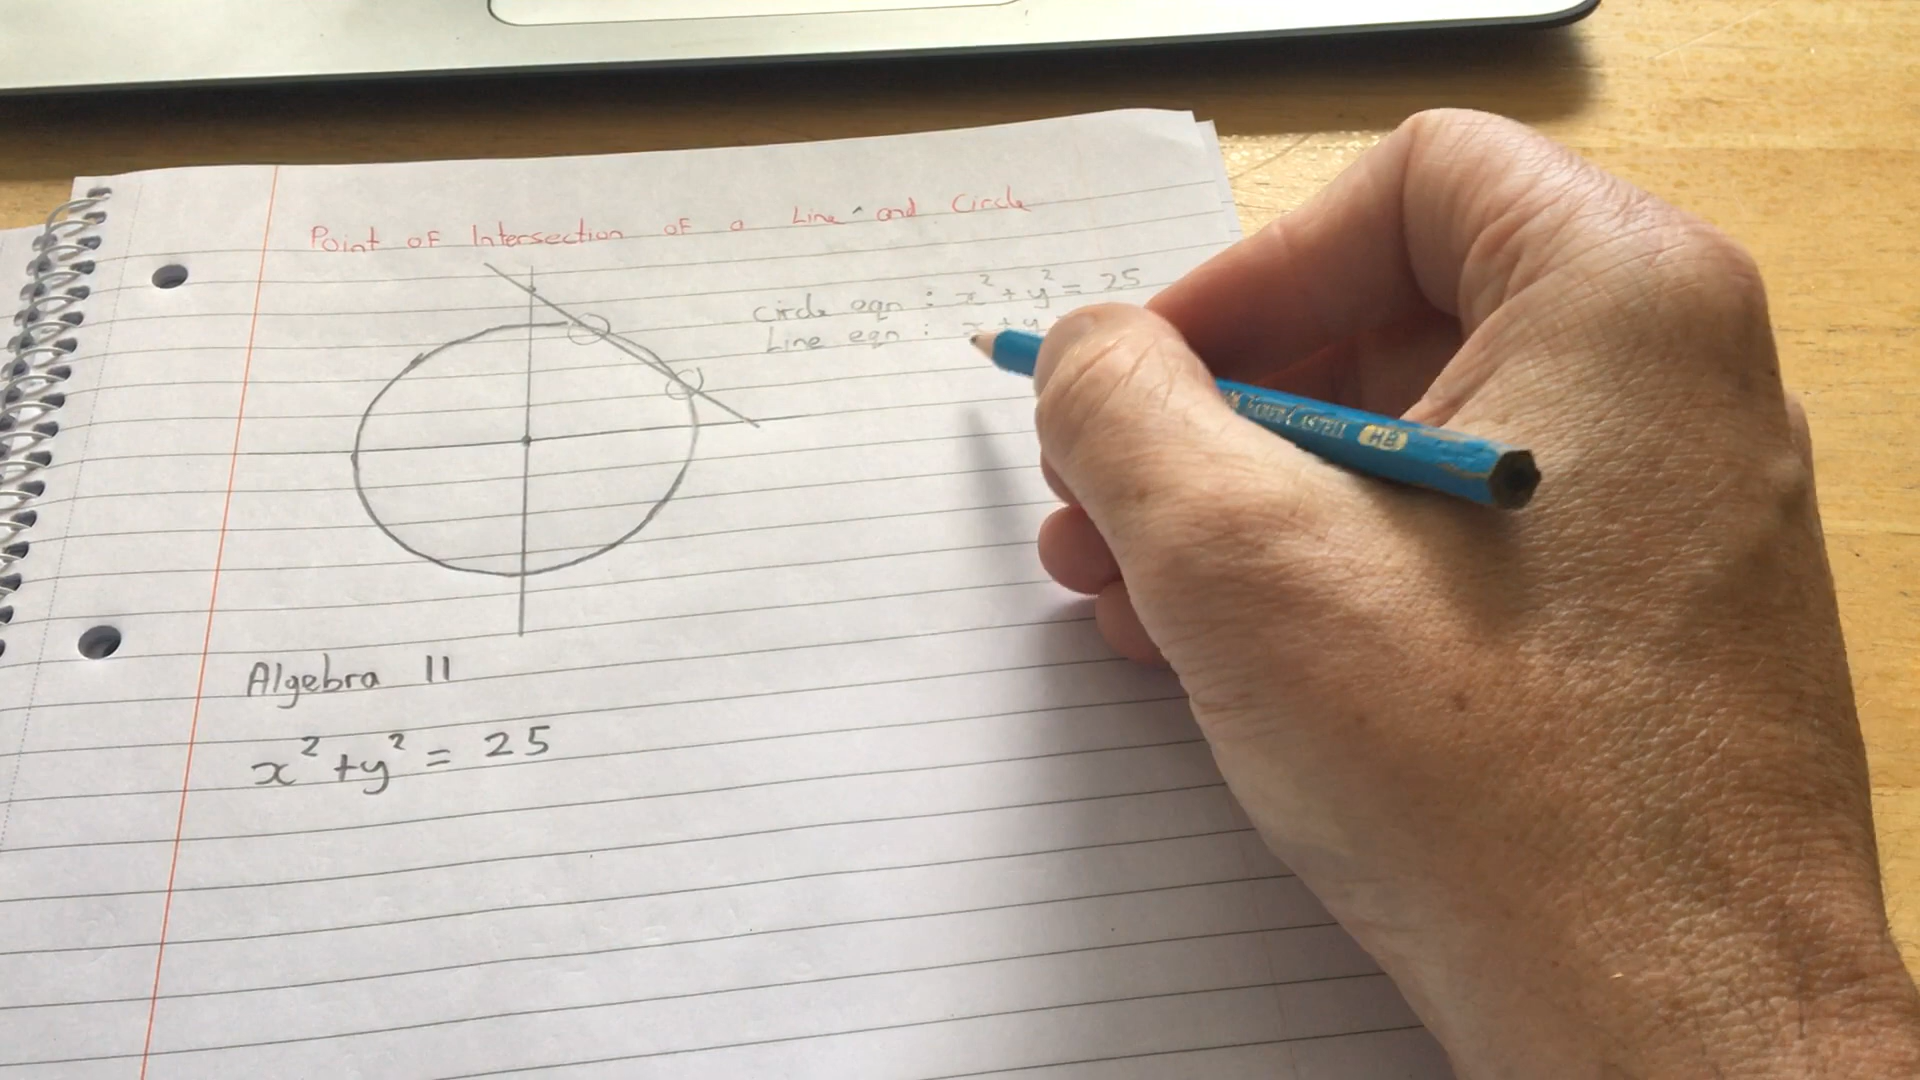 Point of Intersection of a Line and Circle
Circle eqn : x² + y² = 25
Line eqn : x + y
HB
Algebra 11
x² + y² = 25